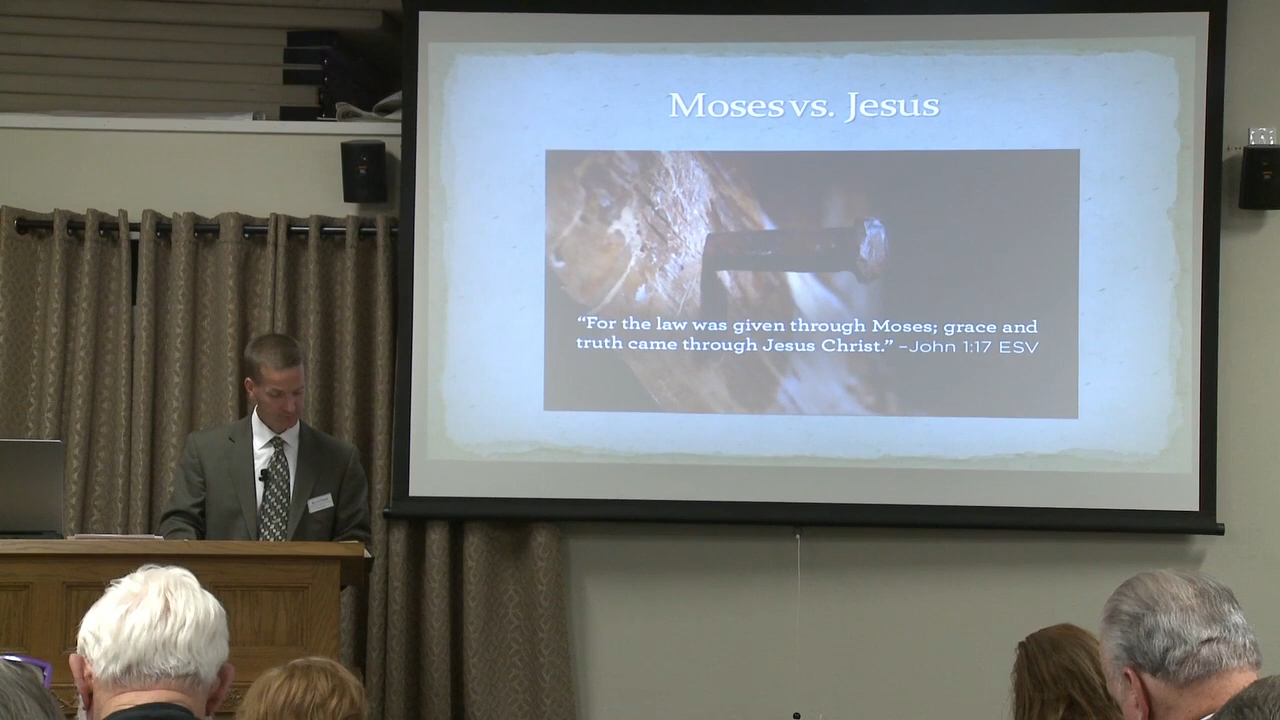 Moses vs. Jesus
“For the law was given through Moses; grace and
truth came through Jesus Christ.” –John 1:17 ESV